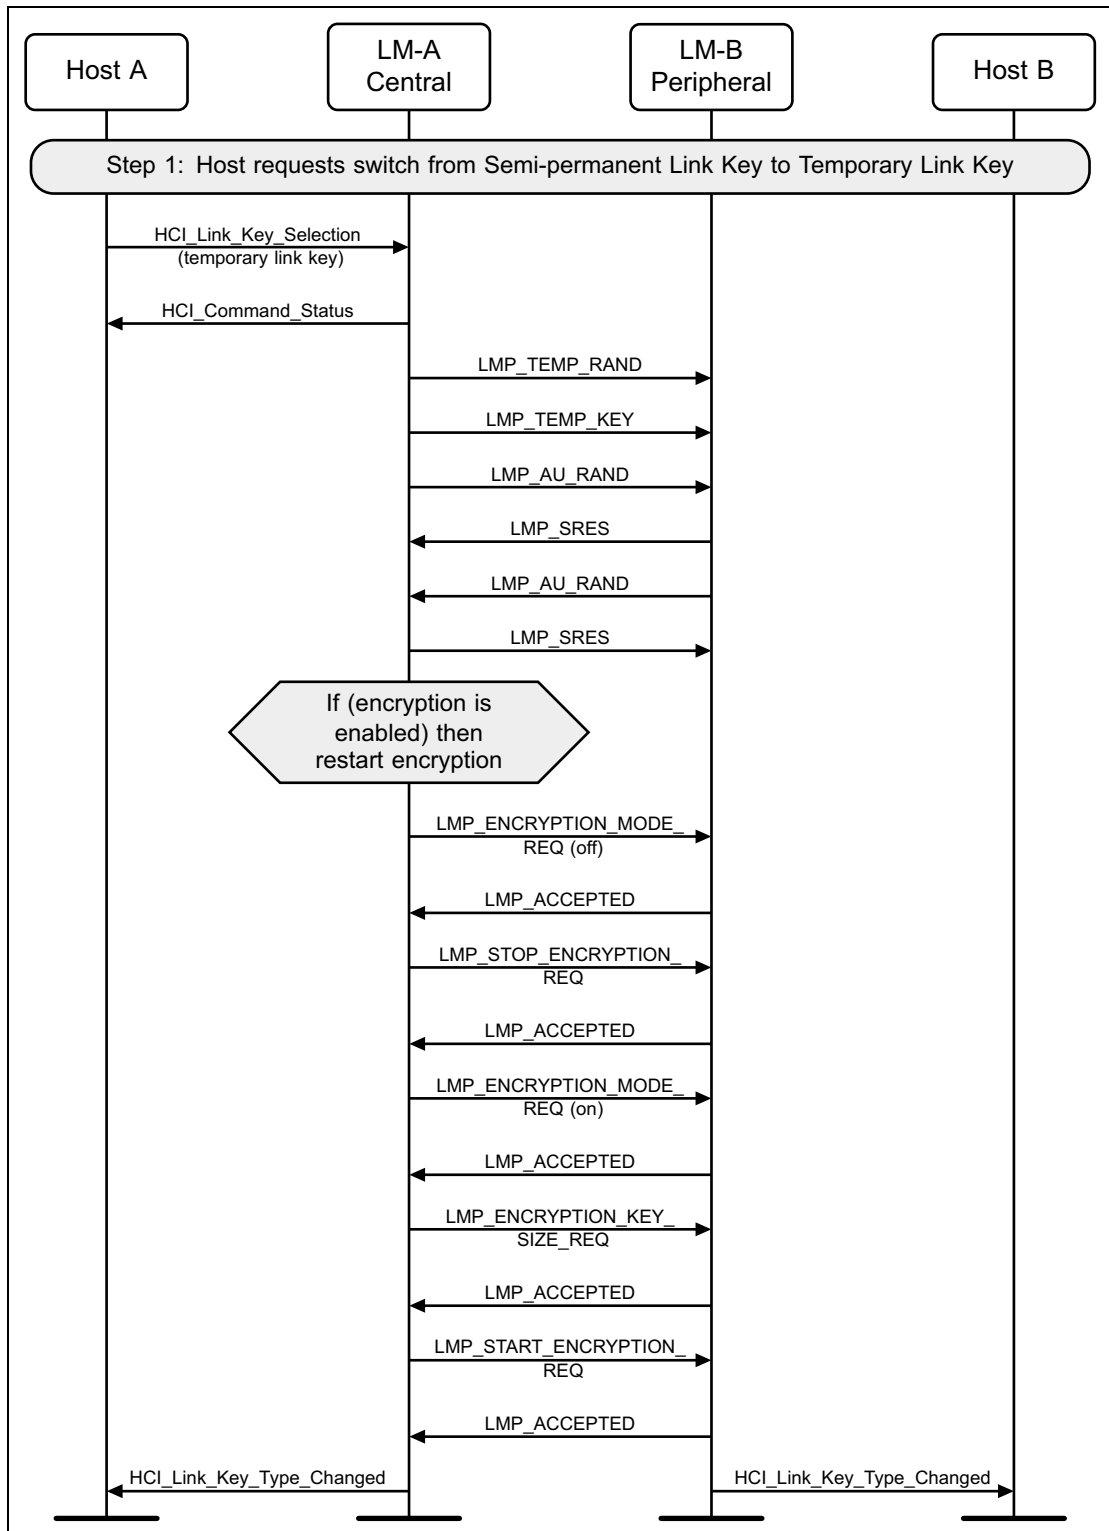 Host A
LM-A
Central
LM-B
Peripheral
Host B
Step 1: Host requests switch from Semi-permanent Link Key to Temporary Link Key
HCI_Link_Key_Selection
(temporary link key)
HCI_Command_Status
LMP_TEMP_RAND
LMP_TEMP_KEY
LMP_AU_RAND
LMP_SRES
LMP_AU_RAND
LMP_SRES
If (encryption is
enabled) then
restart encryption
LMP_ENCRYPTION_MODE_
REQ (off)
LMP_ACCEPTED
LMP_STOP_ENCRYPTION_
REQ
LMP_ACCEPTED
LMP_ENCRYPTION_MODE_
REQ (on)
LMP_ACCEPTED
LMP_ENCRYPTION_KEY_
SIZE_REQ
LMP_ACCEPTED
LMP_START_ENCRYPTION_
REQ
LMP_ACCEPTED
HCI_Link_Key_Type_Changed
HCI_Link_Key_Type_Changed